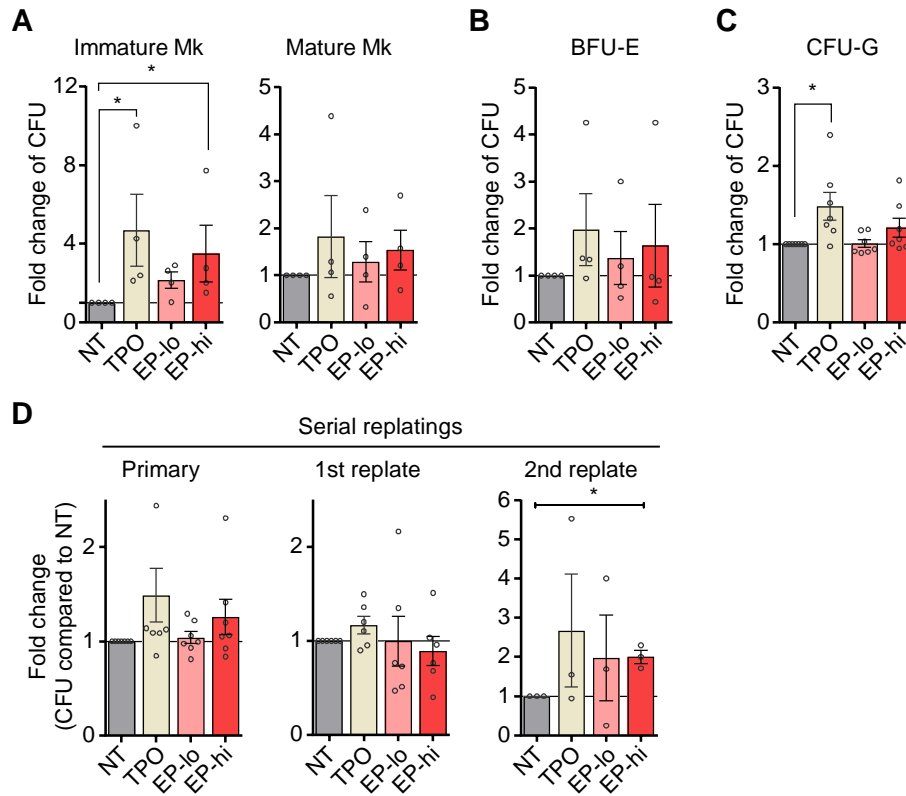 A
Immature Mk
Mature Mk
B
BFU-E
C
CFU-G
Fold change of CFU
12
8
4
0
*
*
NT
TPO
EP-lo
EP-hi
5
4
3
2
1
0
NT
TPO
EP-lo
EP-hi
Fold change of CFU
5
4
3
2
1
0
NT
TPO
EP-lo
EP-hi
Fold change of CFU
3
2
1
0
*
NT
TPO
EP-lo
EP-hi
D
Serial replatings
Primary
1st replate
2nd replate
Fold change
(CFU compared to NT)
2
1
0
NT
TPO
EP-lo
EP-hi
2
1
0
NT
TPO
EP-lo
EP-hi
6
5
4
3
2
1
0
*
NT
TPO
EP-lo
EP-hi